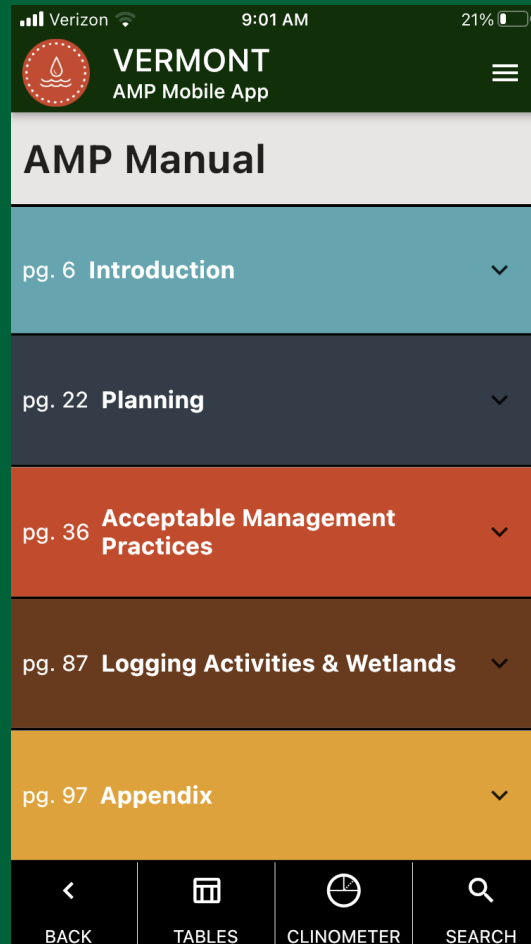 Verizon 9:01 AM 21%
VERMONT
AMP Mobile App
AMP Manual
pg. 6 Introduction
pg. 22 Planning
pg. 36 Acceptable Management
Practices
pg. 87 Logging Activities & Wetlands
pg. 97 Appendix
BACK TABLES CLINOMETER SEARCH